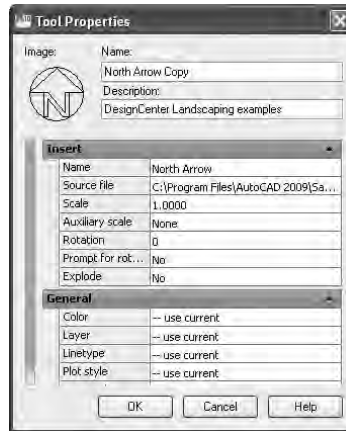 Tool Properties
Image:
Name:
North Arrow Copy
Description:
DesignCenter Landscaping examples
N
Insert
Name North Arrow
Source file C:\Program Files\AutoCAD 2009\Sa...
Scale 1.0000
Auxiliary scale None
Rotation 0
Prompt for rot... No
Explode No
General
Color -- use current
Layer -- use current
Linetype -- use current
Plot style -- use current
OK Cancel Help